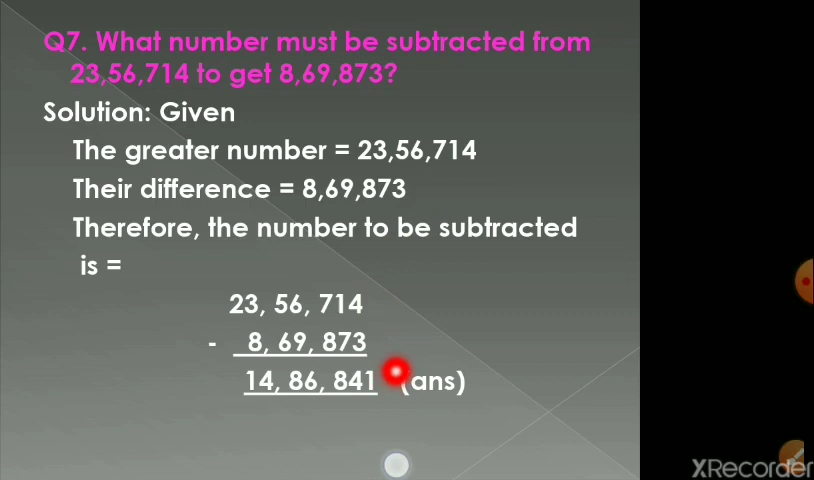 Q7. What number must be subtracted from
23,56,714 to get 8,69,873?
Solution: Given
The greater number = 23,56,714
Their difference = 8,69,873
Therefore, the number to be subtracted
is =
23, 56, 714
- 8, 69, 873
14, 86, 841 (ans)
XRecorder